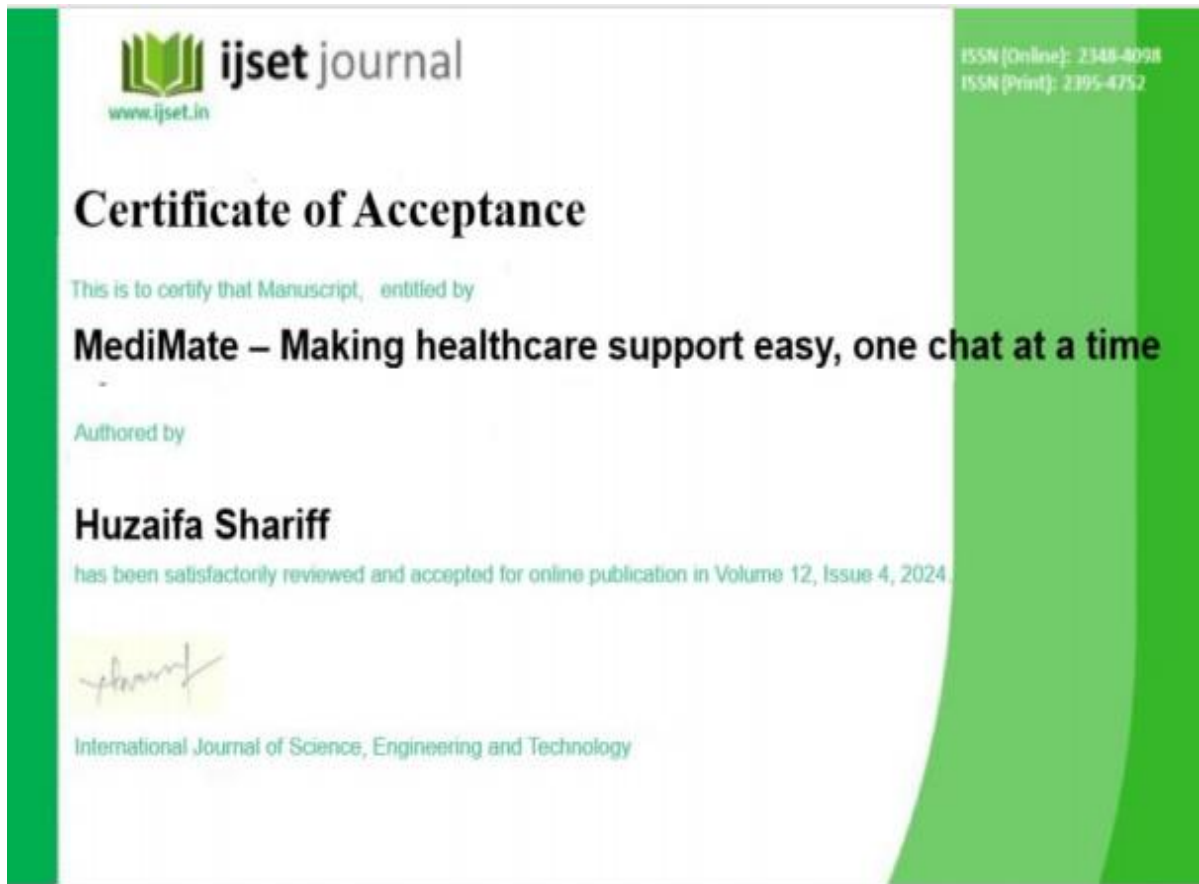 ijset journal
www.ijset.in
ISSN (Online): 2348-4098
ISSN (Print): 2395-4752
Certificate of Acceptance
This is to certify that Manuscript, entitled by
MediMate – Making healthcare support easy, one chat at a time
Authored by
Huzaifa Shariff
has been satisfactorily reviewed and accepted for online publication in Volume 12, Issue 4, 2024.
International Journal of Science, Engineering and Technology